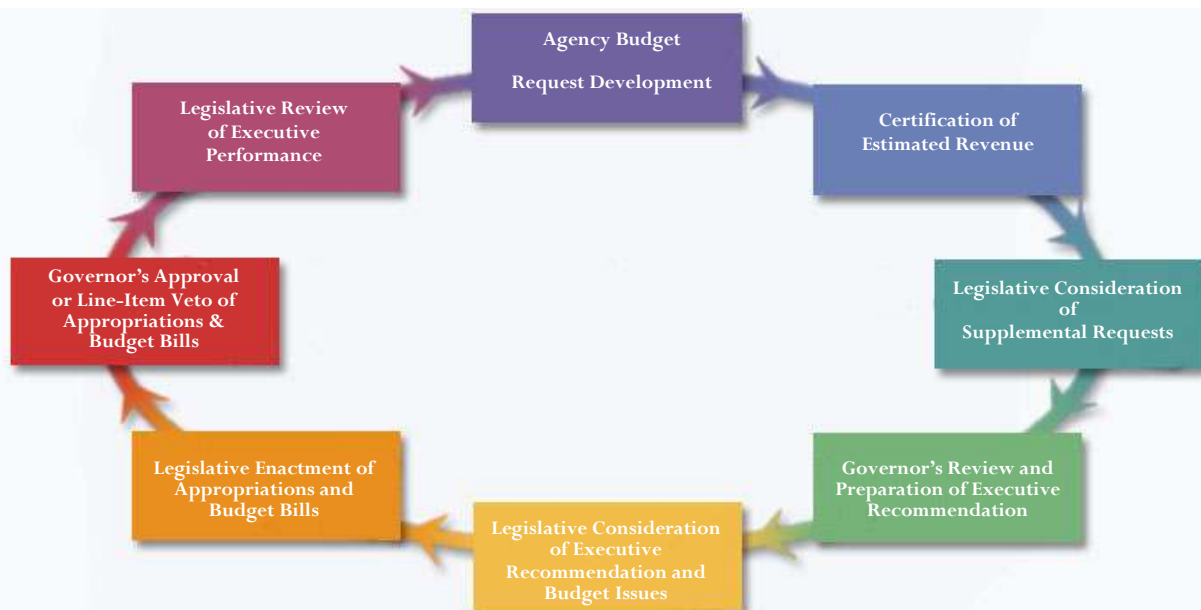 Agency Budget
Request Development
Certification of
Estimated Revenue
Legislative Consideration
of
Supplemental Requests
Governor’s Review and
Preparation of Executive
Recommendation
Legislative Consideration
of Executive
Recommendation and
Budget Issues
Legislative Enactment of
Appropriations and
Budget Bills
Governor’s Approval
or Line-Item Veto of
Appropriations &
Budget Bills
Legislative Review
of Executive
Performance